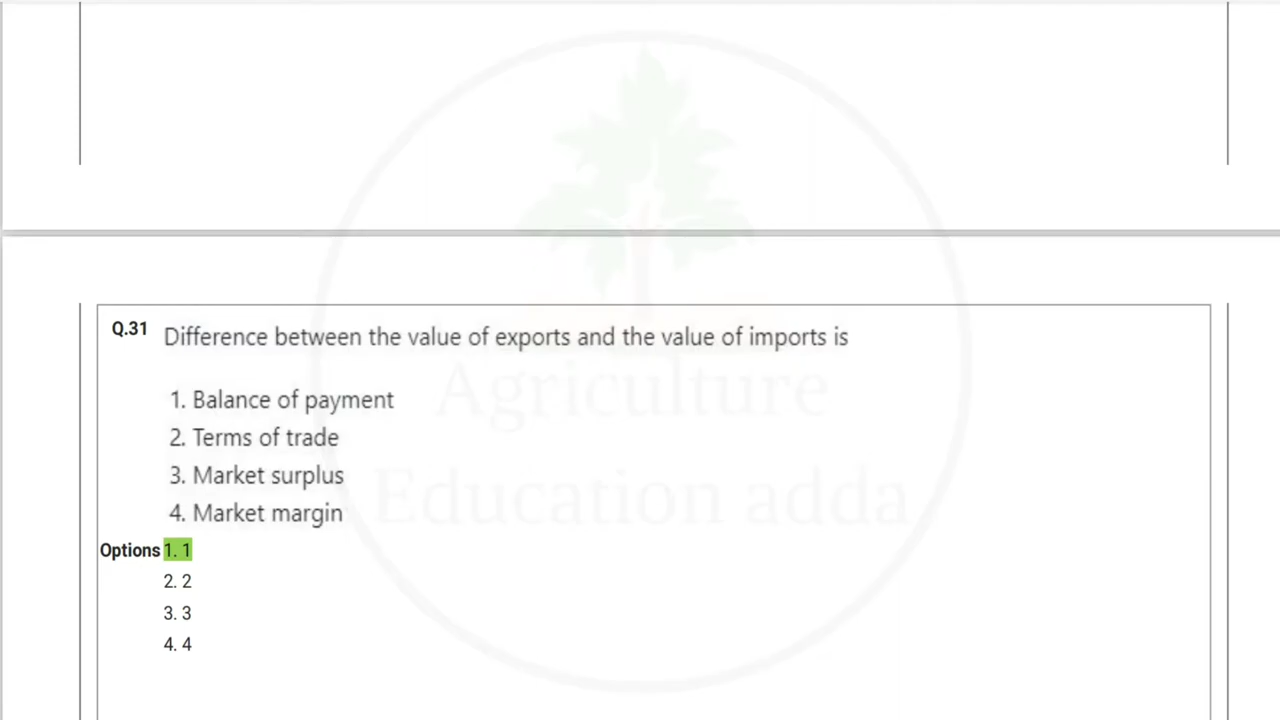 Q.31 Difference between the value of exports and the value of imports is
Agriculture
1. Balance of payment
2. Terms of trade
3. Market surplus
Education adda
4. Market margin
Options 1. 1
2. 2
3. 3
4. 4